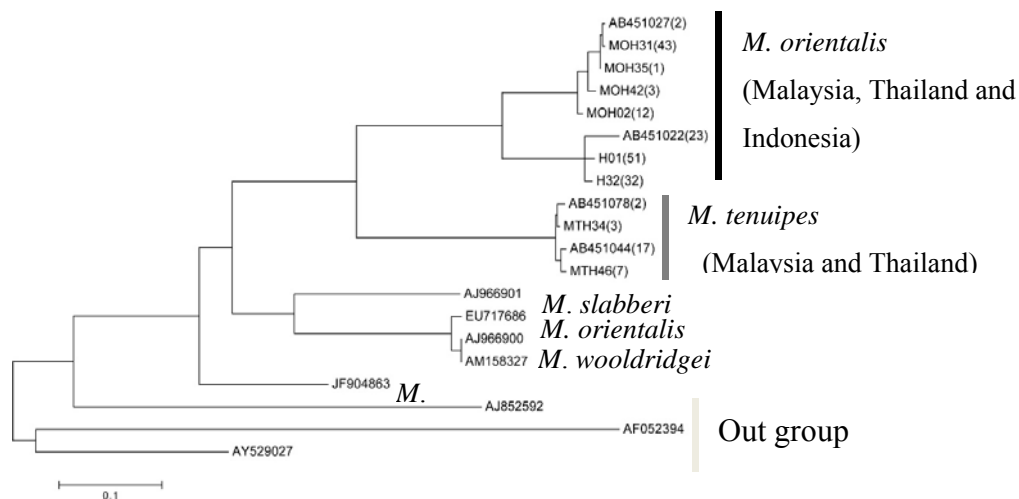 AB451027(2)
MOH31(43)
MOH35(1)
MOH42(3)
MOH02(12)
AB451022(23)
H01(51)
H32(32)
M. orientalis
(Malaysia, Thailand and
Indonesia)
AB451078(2)
MTH34(3)
AB451044(17)
MTH46(7)
M. tenuipes
(Malaysia and Thailand)
AJ966901
M. slabberi
EU717686
M. orientalis
AJ966900
AM158327
M. wooldridgei
JF904863
M.
AJ852592
AF052394
AY529027
Out group
0.1